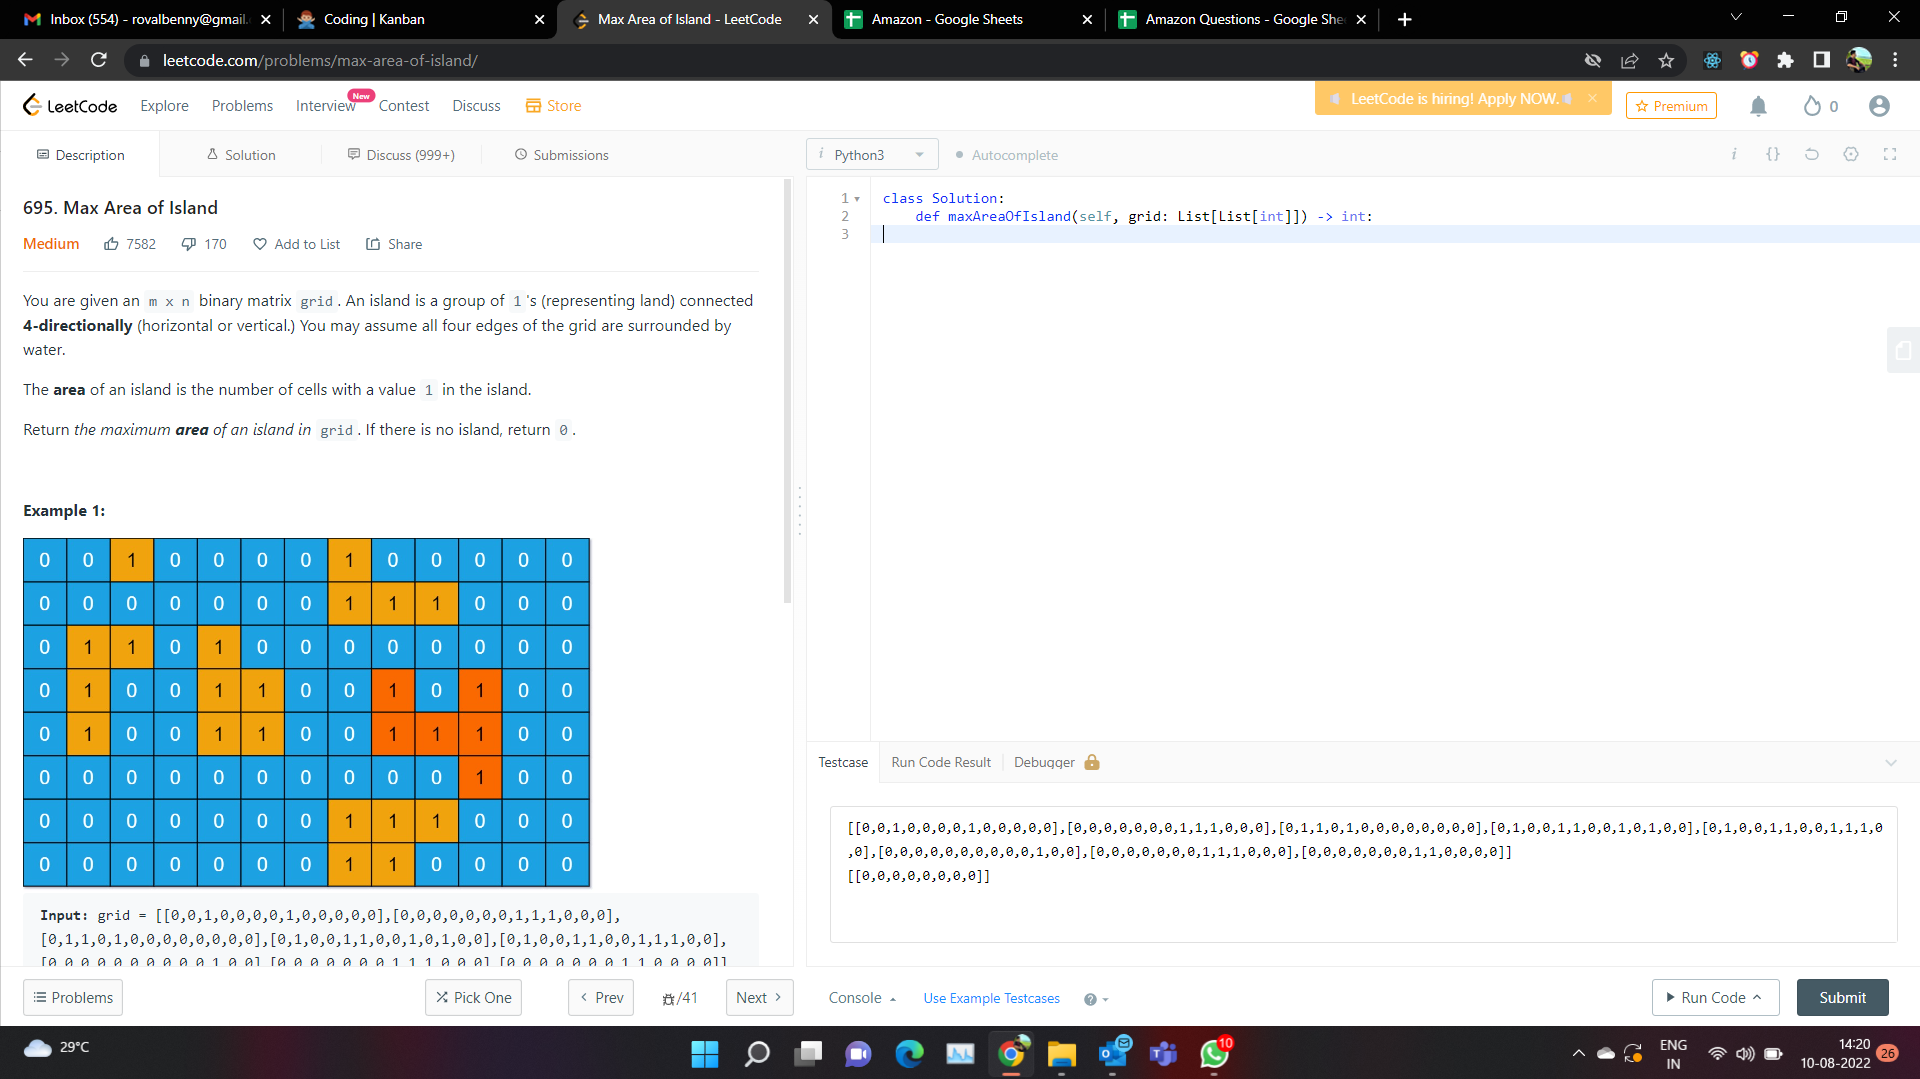 Inbox (554) - rovalbenny@gmail.
Coding | Kanban
Max Area of Island - LeetCode
Amazon - Google Sheets
Amazon Questions - Google She
leetcode.com/problems/max-area-of-island/
LeetCode
Explore
Problems
Interview
New
Contest
Discuss
Store
LeetCode is hiring! Apply NOW.
Premium
0
Description
Solution
Discuss (999+)
Submissions
Python3
Autocomplete
695. Max Area of Island
Medium
7582
170
Add to List
Share
You are given an m x n binary matrix grid. An island is a group of 1's (representing land) connected
4-directionally (horizontal or vertical.) You may assume all four edges of the grid are surrounded by
water.
The area of an island is the number of cells with a value 1 in the island.
Return the maximum area of an island in grid. If there is no island, return 0.
Example 1:
0 0 1 0 0 0 0 1 0 0 0 0 0
0 0 0 0 0 0 0 1 1 1 0 0 0
0 1 1 0 1 0 0 0 0 0 0 0 0
0 1 0 0 1 1 0 0 1 0 1 0 0
0 1 0 0 1 1 0 0 1 1 1 0 0
0 0 0 0 0 0 0 0 0 0 1 0 0
0 0 0 0 0 0 0 1 1 1 0 0 0
0 0 0 0 0 0 0 1 1 0 0 0 0
Input: grid = [[0,0,1,0,0,0,0,1,0,0,0,0,0],[0,0,0,0,0,0,0,1,1,1,0,0,0],
[0,1,1,0,1,0,0,0,0,0,0,0,0],[0,1,0,0,1,1,0,0,1,0,1,0,0],[0,1,0,0,1,1,0,0,1,1,1,0,0],
[0,0,0,0,0,0,0,0,0,0,1,0,0],[0,0,0,0,0,0,0,1,1,1,0,0,0],[0,0,0,0,0,0,0,1,1,0,0,0,0]]
1 class Solution:
2 def maxAreaOfIsland(self, grid: List[List[int]]) -> int:
3
Testcase
Run Code Result
Debugger
[[0,0,1,0,0,0,0,1,0,0,0,0,0],[0,0,0,0,0,0,0,1,1,1,0,0,0],[0,1,1,0,1,0,0,0,0,0,0,0,0],[0,1,0,0,1,1,0,0,1,0,1,0,0],[0,1,0,0,1,1,0,0,1,1,1,0
,0],[0,0,0,0,0,0,0,0,0,0,1,0,0],[0,0,0,0,0,0,0,1,1,1,0,0,0],[0,0,0,0,0,0,0,1,1,0,0,0,0]]
[[0,0,0,0,0,0,0,0]]
Problems
Pick One
Prev
/41
Next
Console
Use Example Testcases
Run Code
Submit
29°C
10
ENG
IN
14:20
10-08-2022
26